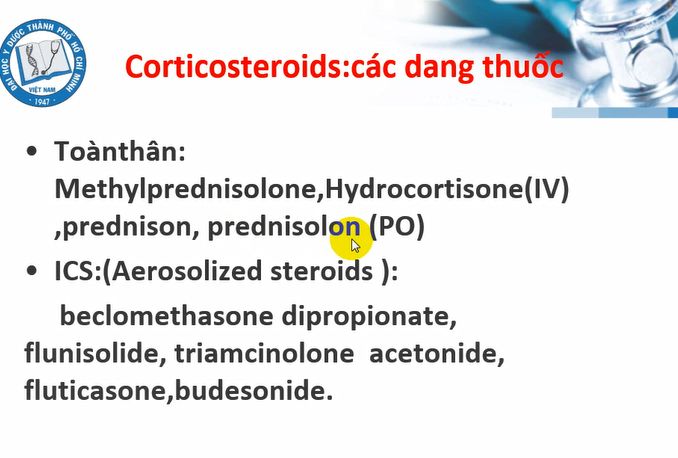 ĐẠI HỌC Y DƯỢC THÀNH PHỐ HỒ CHÍ MINH
VIỆT NAM
· 1947 ·
Corticosteroids:các dang thuốc
• Toànthân:
Methylprednisolone,Hydrocortisone(IV)
,prednison, prednisolon (PO)
• ICS:(Aerosolized steroids ):
beclomethasone dipropionate,
flunisolide, triamcinolone acetonide,
fluticasone,budesonide.